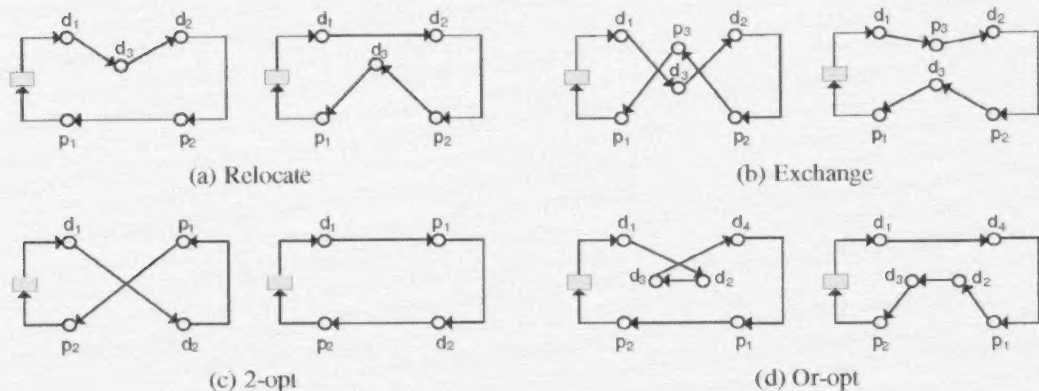 d₁ d₂ d₃ p₁ p₂
d₁ d₂ d₃ p₁ p₂
(a) Relocate
d₁ p₃ d₂ d₃ p₁ p₂
d₁ p₃ d₂ d₃ p₁ p₂
(b) Exchange
d₁ p₁ p₂ d₂
d₁ p₁ p₂ d₂
(c) 2-opt
d₁ d₄ d₃ d₂ p₂ p₁
d₁ d₄ d₃ d₂ p₂ p₁
(d) Or-opt